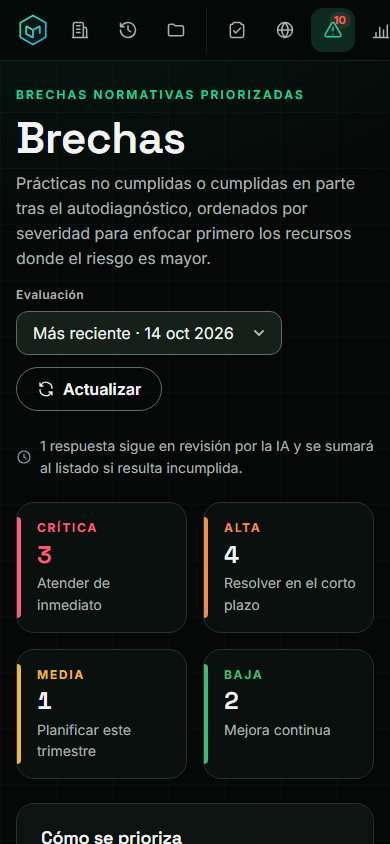 10
BRECHAS NORMATIVAS PRIORIZADAS
Brechas
Prácticas no cumplidas o cumplidas en parte
tras el autodiagnóstico, ordenados por
severidad para enfocar primero los recursos
donde el riesgo es mayor.
Evaluación
Más reciente · 14 oct 2026
Actualizar
1 respuesta sigue en revisión por la IA y se sumará
al listado si resulta incumplida.
CRÍTICA
3
Atender de
inmediato
ALTA
4
Resolver en el corto
plazo
MEDIA
1
Planificar este
trimestre
BAJA
2
Mejora continua
Cómo se prioriza